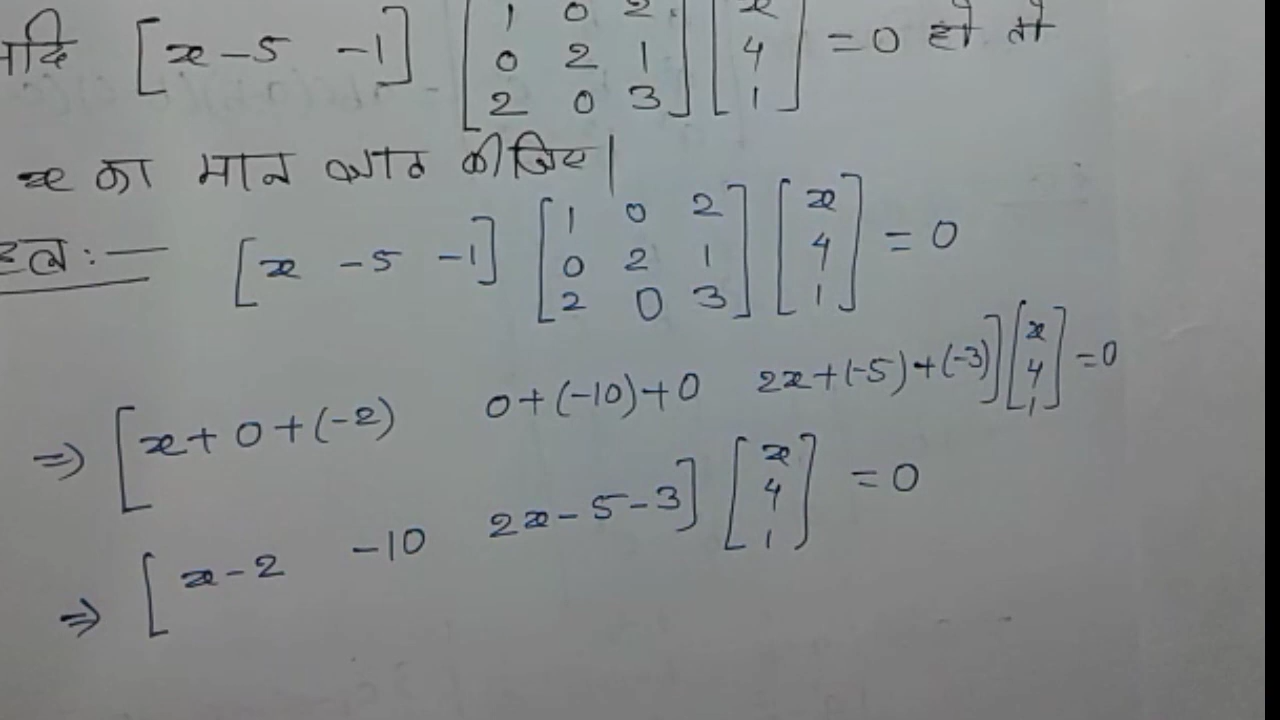 यदि [x -5 -1] [1 0 2 0 2 1 2 0 3] [x 4 1] = 0 हो तो
x का मान ज्ञात कीजिए।
हल :— [x -5 -1] [1 0 2 0 2 1 2 0 3] [x 4 1] = 0
⇒ [x+0+(-2) 0+(-10)+0 2x+(-5)+(-3)] [x 4 1] = 0
⇒ [x-2 -10 2x-5-3] [x 4 1] = 0